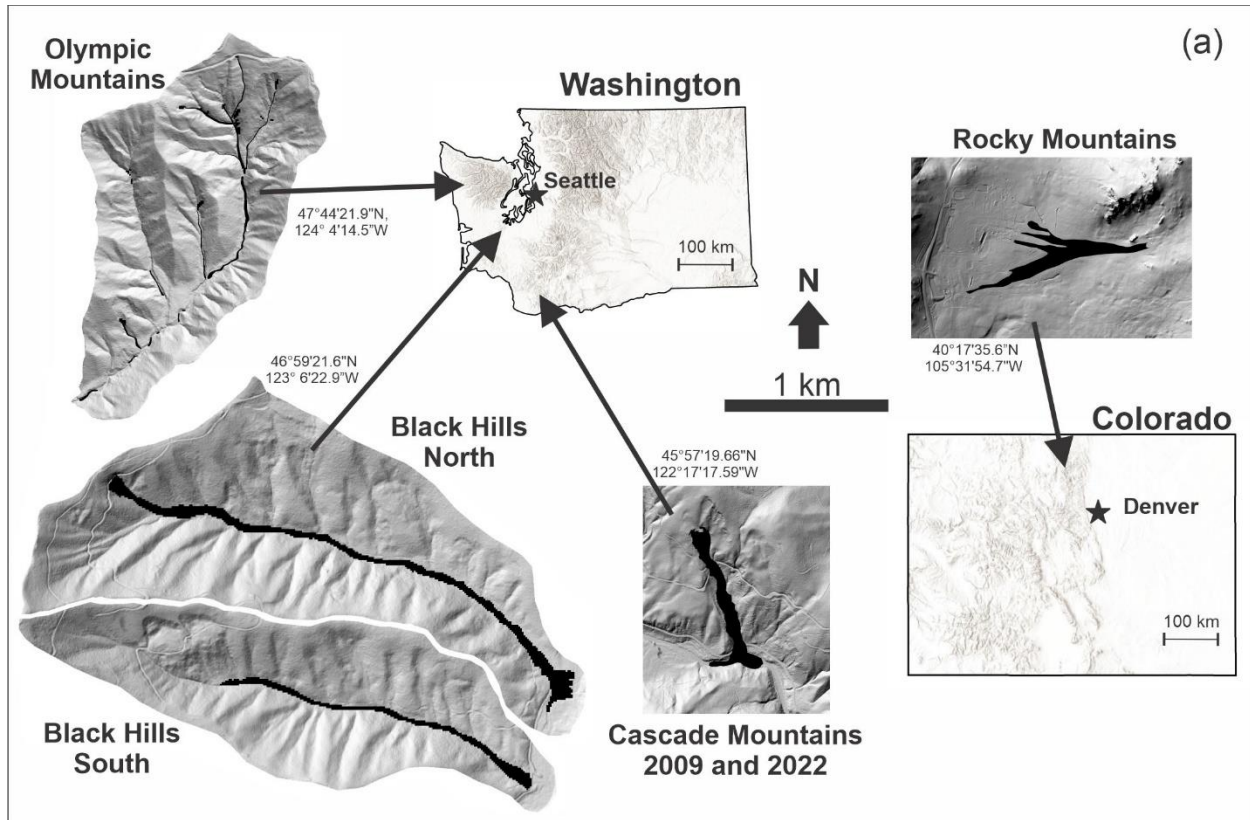 (a)
Olympic
Mountains
Washington
Seattle
100 km
47°44'21.9"N,
124° 4'14.5"W
Rocky Mountains
40°17'35.6"N
105°31'54.7"W
N
1 km
46°59'21.6"N
123° 6'22.9"W
Black Hills
North
45°57'19.66"N
122°17'17.59"W
Colorado
Denver
100 km
Black Hills
South
Cascade Mountains
2009 and 2022